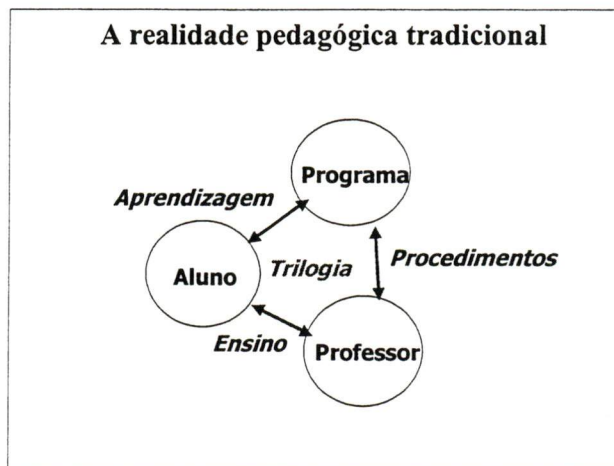 A realidade pedagógica tradicional
Programa
Aprendizagem
Aluno
Trilogia
Procedimentos
Ensino
Professor